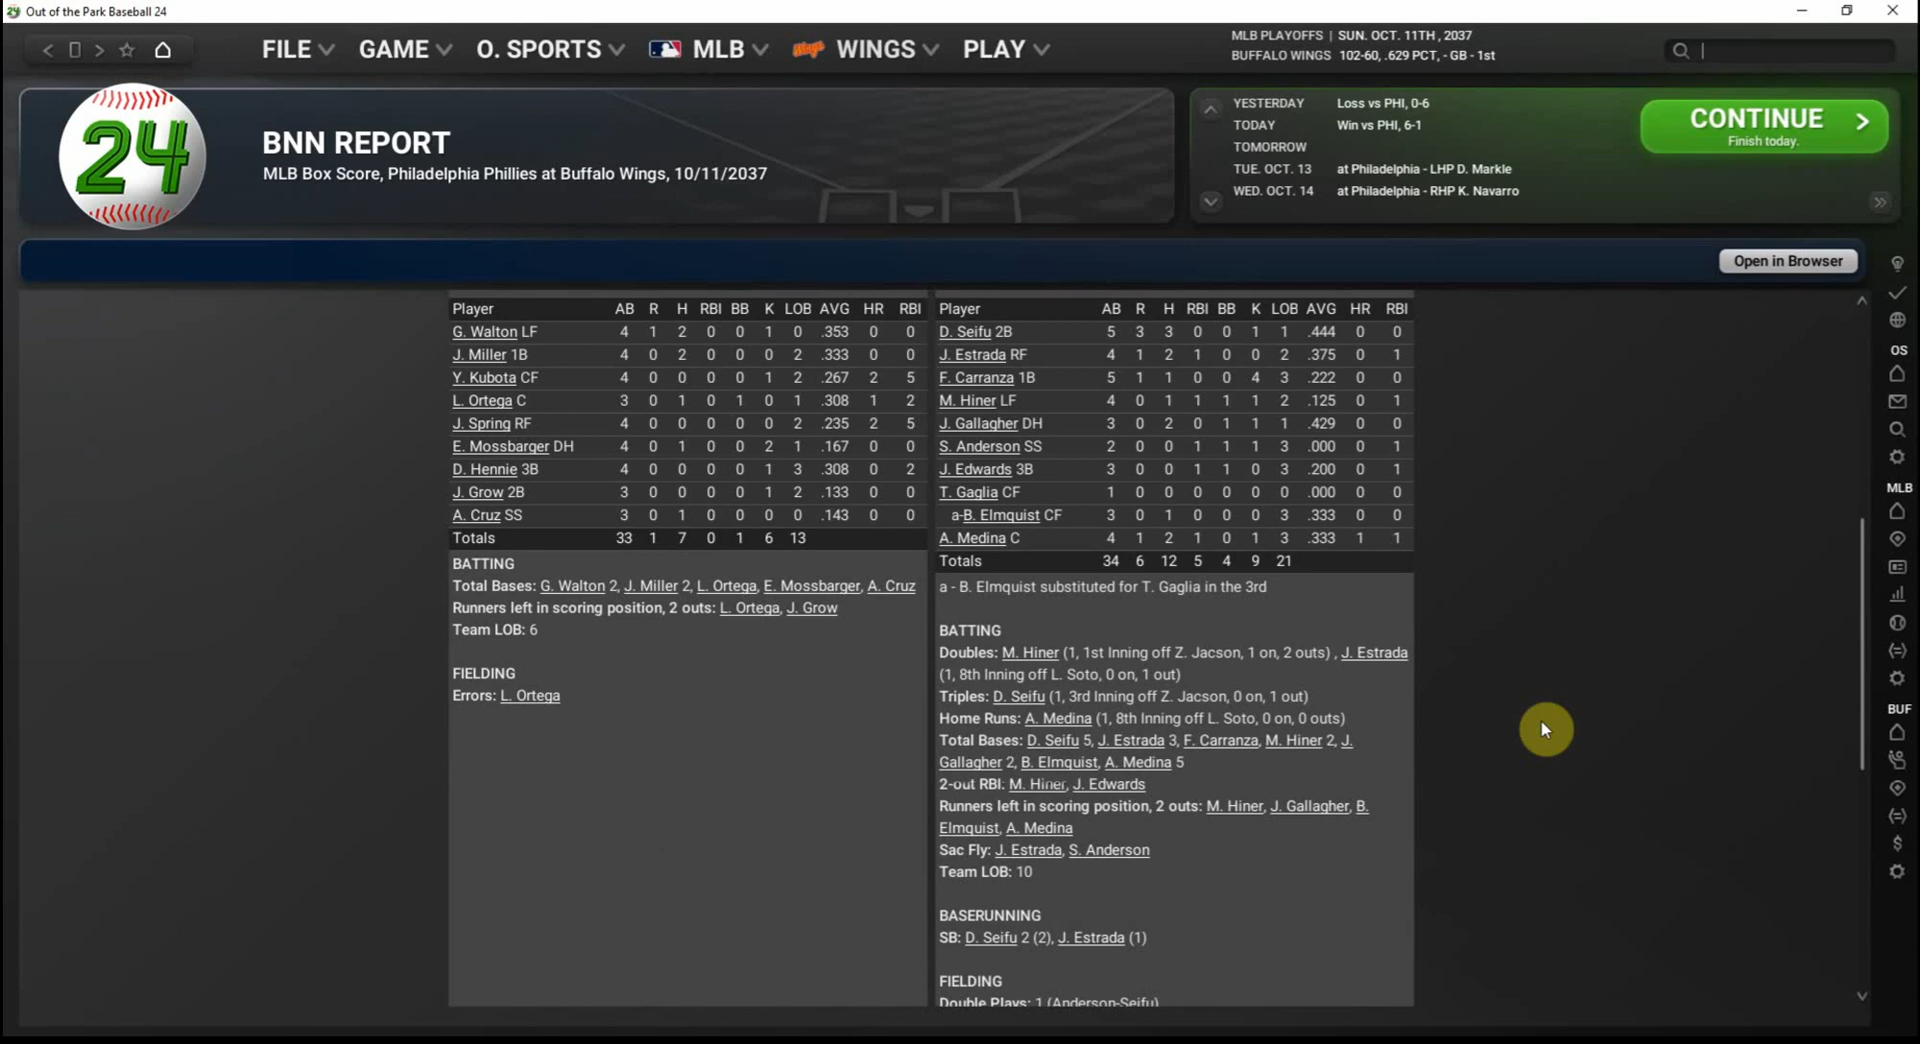 Out of the Park Baseball 24
FILE GAME O. SPORTS MLB WINGS PLAY
MLB PLAYOFFS | SUN. OCT. 11TH , 2037
BUFFALO WINGS 102-60, .629 PCT, - GB - 1st
24
BNN REPORT
MLB Box Score, Philadelphia Phillies at Buffalo Wings, 10/11/2037
YESTERDAY Loss vs PHI, 0-6
TODAY Win vs PHI, 6-1
TOMORROW
TUE. OCT. 13 at Philadelphia - LHP D. Markle
WED. OCT. 14 at Philadelphia - RHP K. Navarro
CONTINUE
Finish today.
Open in Browser
Player AB R H RBI BB K LOB AVG HR RBI
G. Walton LF 4 1 2 0 0 1 0 .353 0 0
J. Miller 1B 4 0 2 0 0 0 2 .333 0 0
Y. Kubota CF 4 0 0 0 0 1 2 .267 2 5
L. Ortega C 3 0 1 0 1 0 1 .308 1 2
J. Spring RF 4 0 0 0 0 0 2 .235 2 5
E. Mossbarger DH 4 0 1 0 0 2 1 .167 0 0
D. Hennie 3B 4 0 0 0 0 1 3 .308 0 2
J. Grow 2B 3 0 0 0 0 1 2 .133 0 0
A. Cruz SS 3 0 1 0 0 0 0 .143 0 0
Totals 33 1 7 0 1 6 13
BATTING
Total Bases: G. Walton 2, J. Miller 2, L. Ortega, E. Mossbarger, A. Cruz
Runners left in scoring position, 2 outs: L. Ortega, J. Grow
Team LOB: 6
FIELDING
Errors: L. Ortega
Player AB R H RBI BB K LOB AVG HR RBI
D. Seifu 2B 5 3 3 0 0 1 1 .444 0 0
J. Estrada RF 4 1 2 1 0 0 2 .375 0 1
F. Carranza 1B 5 1 1 0 0 4 3 .222 0 0
M. Hiner LF 4 0 1 1 1 1 2 .125 0 1
J. Gallagher DH 3 0 2 0 1 1 1 .429 0 0
S. Anderson SS 2 0 0 1 1 1 3 .000 0 1
J. Edwards 3B 3 0 0 1 1 0 3 .200 0 1
T. Gaglia CF 1 0 0 0 0 0 0 .000 0 0
a-B. Elmquist CF 3 0 1 0 0 0 3 .333 0 0
A. Medina C 4 1 2 1 0 1 3 .333 1 1
Totals 34 6 12 5 4 9 21
a - B. Elmquist substituted for T. Gaglia in the 3rd
BATTING
Doubles: M. Hiner (1, 1st Inning off Z. Jacson, 1 on, 2 outs) , J. Estrada
(1, 8th Inning off L. Soto, 0 on, 1 out)
Triples: D. Seifu (1, 3rd Inning off Z. Jacson, 0 on, 1 out)
Home Runs: A. Medina (1, 8th Inning off L. Soto, 0 on, 0 outs)
Total Bases: D. Seifu 5, J. Estrada 3, F. Carranza, M. Hiner 2, J.
Gallagher 2, B. Elmquist, A. Medina 5
2-out RBI: M. Hiner, J. Edwards
Runners left in scoring position, 2 outs: M. Hiner, J. Gallagher, B.
Elmquist, A. Medina
Sac Fly: J. Estrada, S. Anderson
Team LOB: 10
BASERUNNING
SB: D. Seifu 2 (2), J. Estrada (1)
FIELDING
Double Plays: 1 (Anderson-Seifu)
OS
MLB
BUF